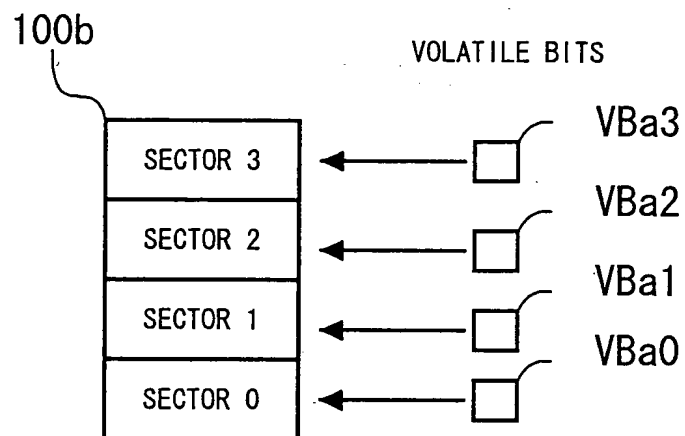 100b
VOLATILE BITS
VBa3
SECTOR 3
VBa2
SECTOR 2
VBa1
SECTOR 1
VBa0
SECTOR 0